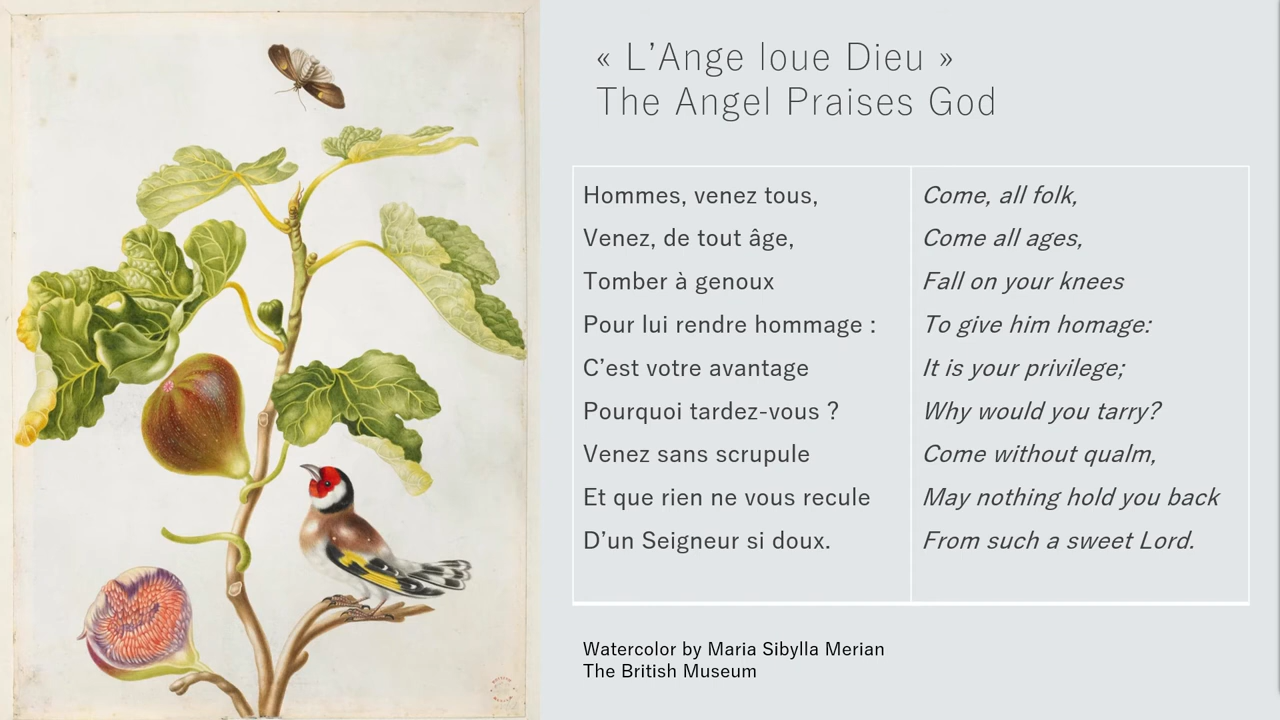 « L’Ange loue Dieu »
The Angel Praises God
Hommes, venez tous,
Venez, de tout âge,
Tomber à genoux
Pour lui rendre hommage :
C’est votre avantage
Pourquoi tardez-vous ?
Venez sans scrupule
Et que rien ne vous recule
D’un Seigneur si doux.
Come, all folk,
Come all ages,
Fall on your knees
To give him homage:
It is your privilege;
Why would you tarry?
Come without qualm,
May nothing hold you back
From such a sweet Lord.
Watercolor by Maria Sibylla Merian
The British Museum